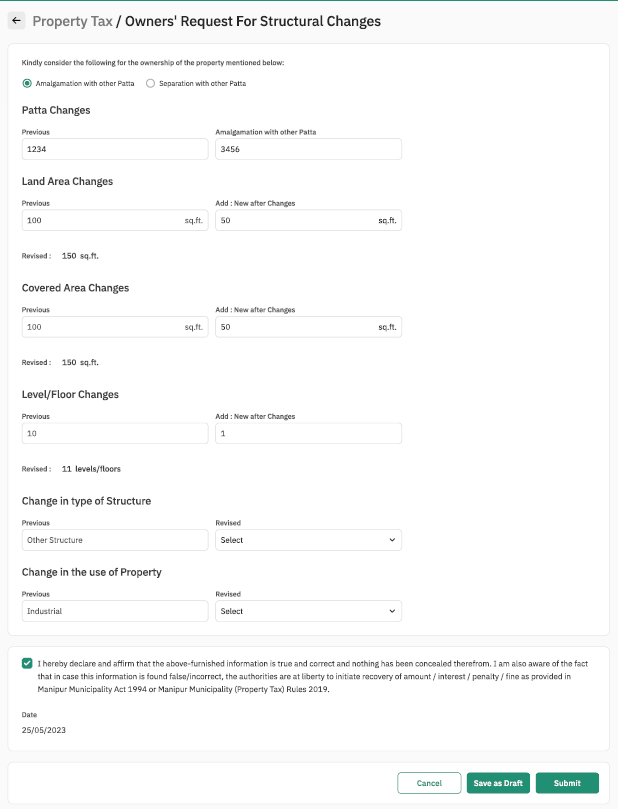 Property Tax / Owners' Request For Structural Changes
Kindly consider the following for the ownership of the property mentioned below:
Amalgamation with other Patta Separation with other Patta
Patta Changes
Previous Amalgamation with other Patta
1234 3456
Land Area Changes
Previous Add : New after Changes
100 sq.ft. 50 sq.ft.
Revised : 150 sq.ft.
Covered Area Changes
Previous Add : New after Changes
100 sq.ft. 50 sq.ft.
Revised : 150 sq.ft.
Level/Floor Changes
Previous Add : New after Changes
10 1
Revised : 11 levels/floors
Change in type of Structure
Previous Revised
Other Structure Select
Change in the use of Property
Previous Revised
Industrial Select
I hereby declare and affirm that the above-furnished information is true and correct and nothing has been concealed therefrom. I am also aware of the fact
that in case this information is found false/incorrect, the authorities are at liberty to initiate recovery of amount / interest / penalty / fine as provided in
Manipur Municipality Act 1994 or Manipur Municipality (Property Tax) Rules 2019.
Date
25/05/2023
Cancel Save as Draft Submit